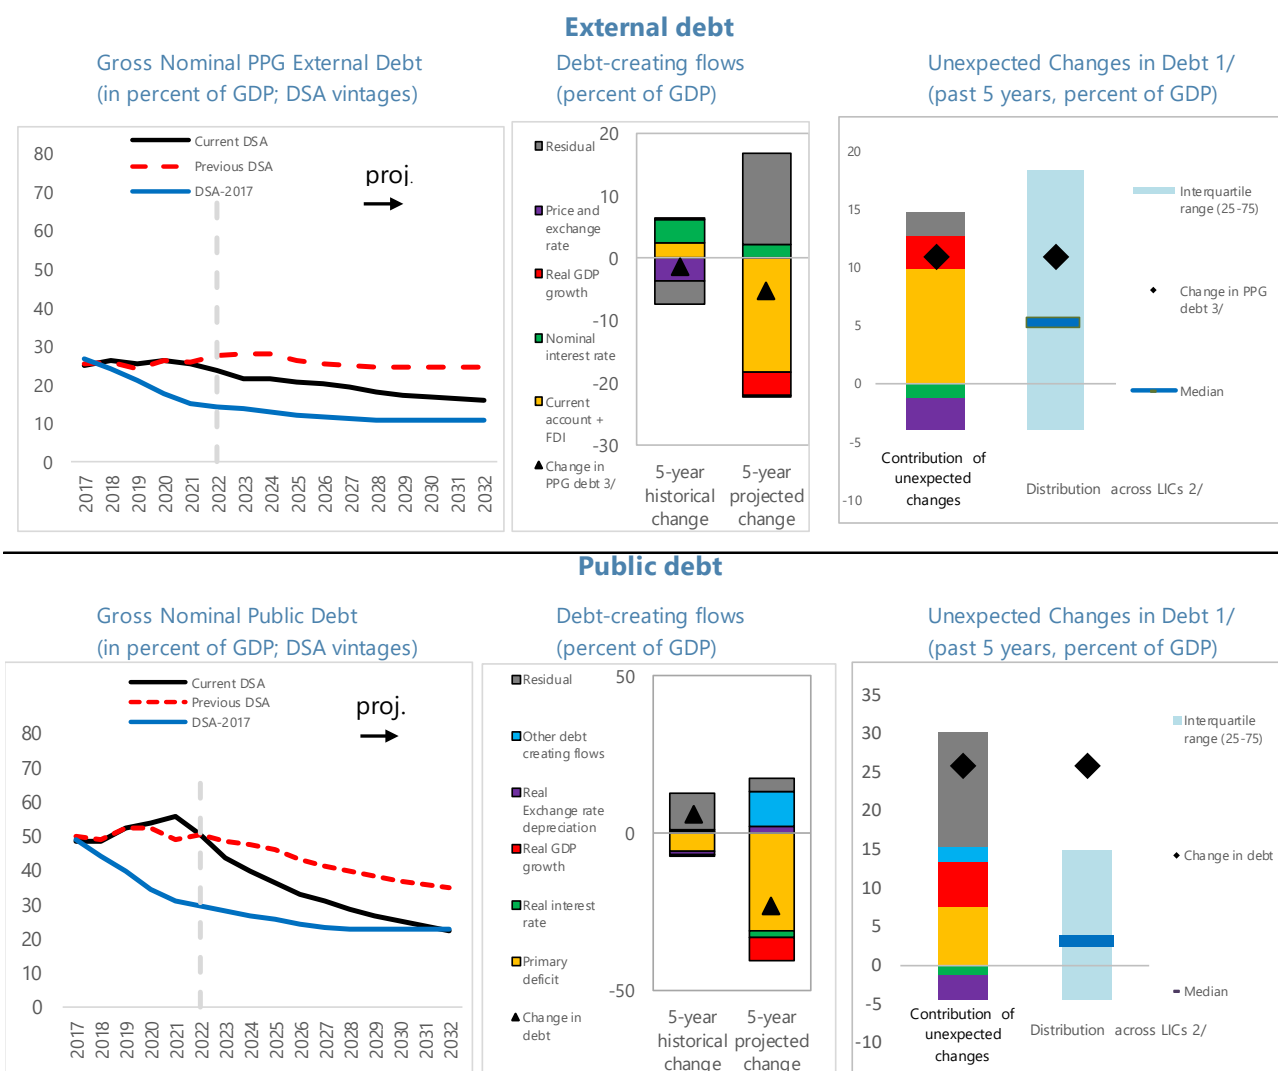 External debt
Gross Nominal PPG External Debt
(in percent of GDP; DSA vintages)
Current DSA
Previous DSA
DSA-2017
proj.
80
70
60
50
40
30
20
10
0
2017
2018
2019
2020
2021
2022
2023
2024
2025
2026
2027
2028
2029
2030
2031
2032
Debt-creating flows
(percent of GDP)
Residual
Price and
exchange
rate
Real GDP
growth
Nominal
interest rate
Current
account +
FDI
Change in
PPG debt 3/
20
10
0
-10
-20
-30
5-year
historical
change
5-year
projected
change
Unexpected Changes in Debt 1/
(past 5 years, percent of GDP)
20
15
10
5
0
-5
-10
Contribution of
unexpected
changes
Distribution across LICs 2/
Interquartile
range (25-75)
Change in PPG
debt 3/
Median
Public debt
Gross Nominal Public Debt
(in percent of GDP; DSA vintages)
Current DSA
Previous DSA
DSA-2017
proj.
80
70
60
50
40
30
20
10
0
2017
2018
2019
2020
2021
2022
2023
2024
2025
2026
2027
2028
2029
2030
2031
2032
Debt-creating flows
(percent of GDP)
Residual
Other debt
creating flows
Real
Exchange rate
depreciation
Real GDP
growth
Real interest
rate
Primary
deficit
Change in
debt
50
0
-50
5-year
historical
change
5-year
projected
change
Unexpected Changes in Debt 1/
(past 5 years, percent of GDP)
35
30
25
20
15
10
5
0
-5
-10
Contribution of
unexpected
changes
Distribution across LICs 2/
Interquartile
range (25-75)
Change in debt
Median